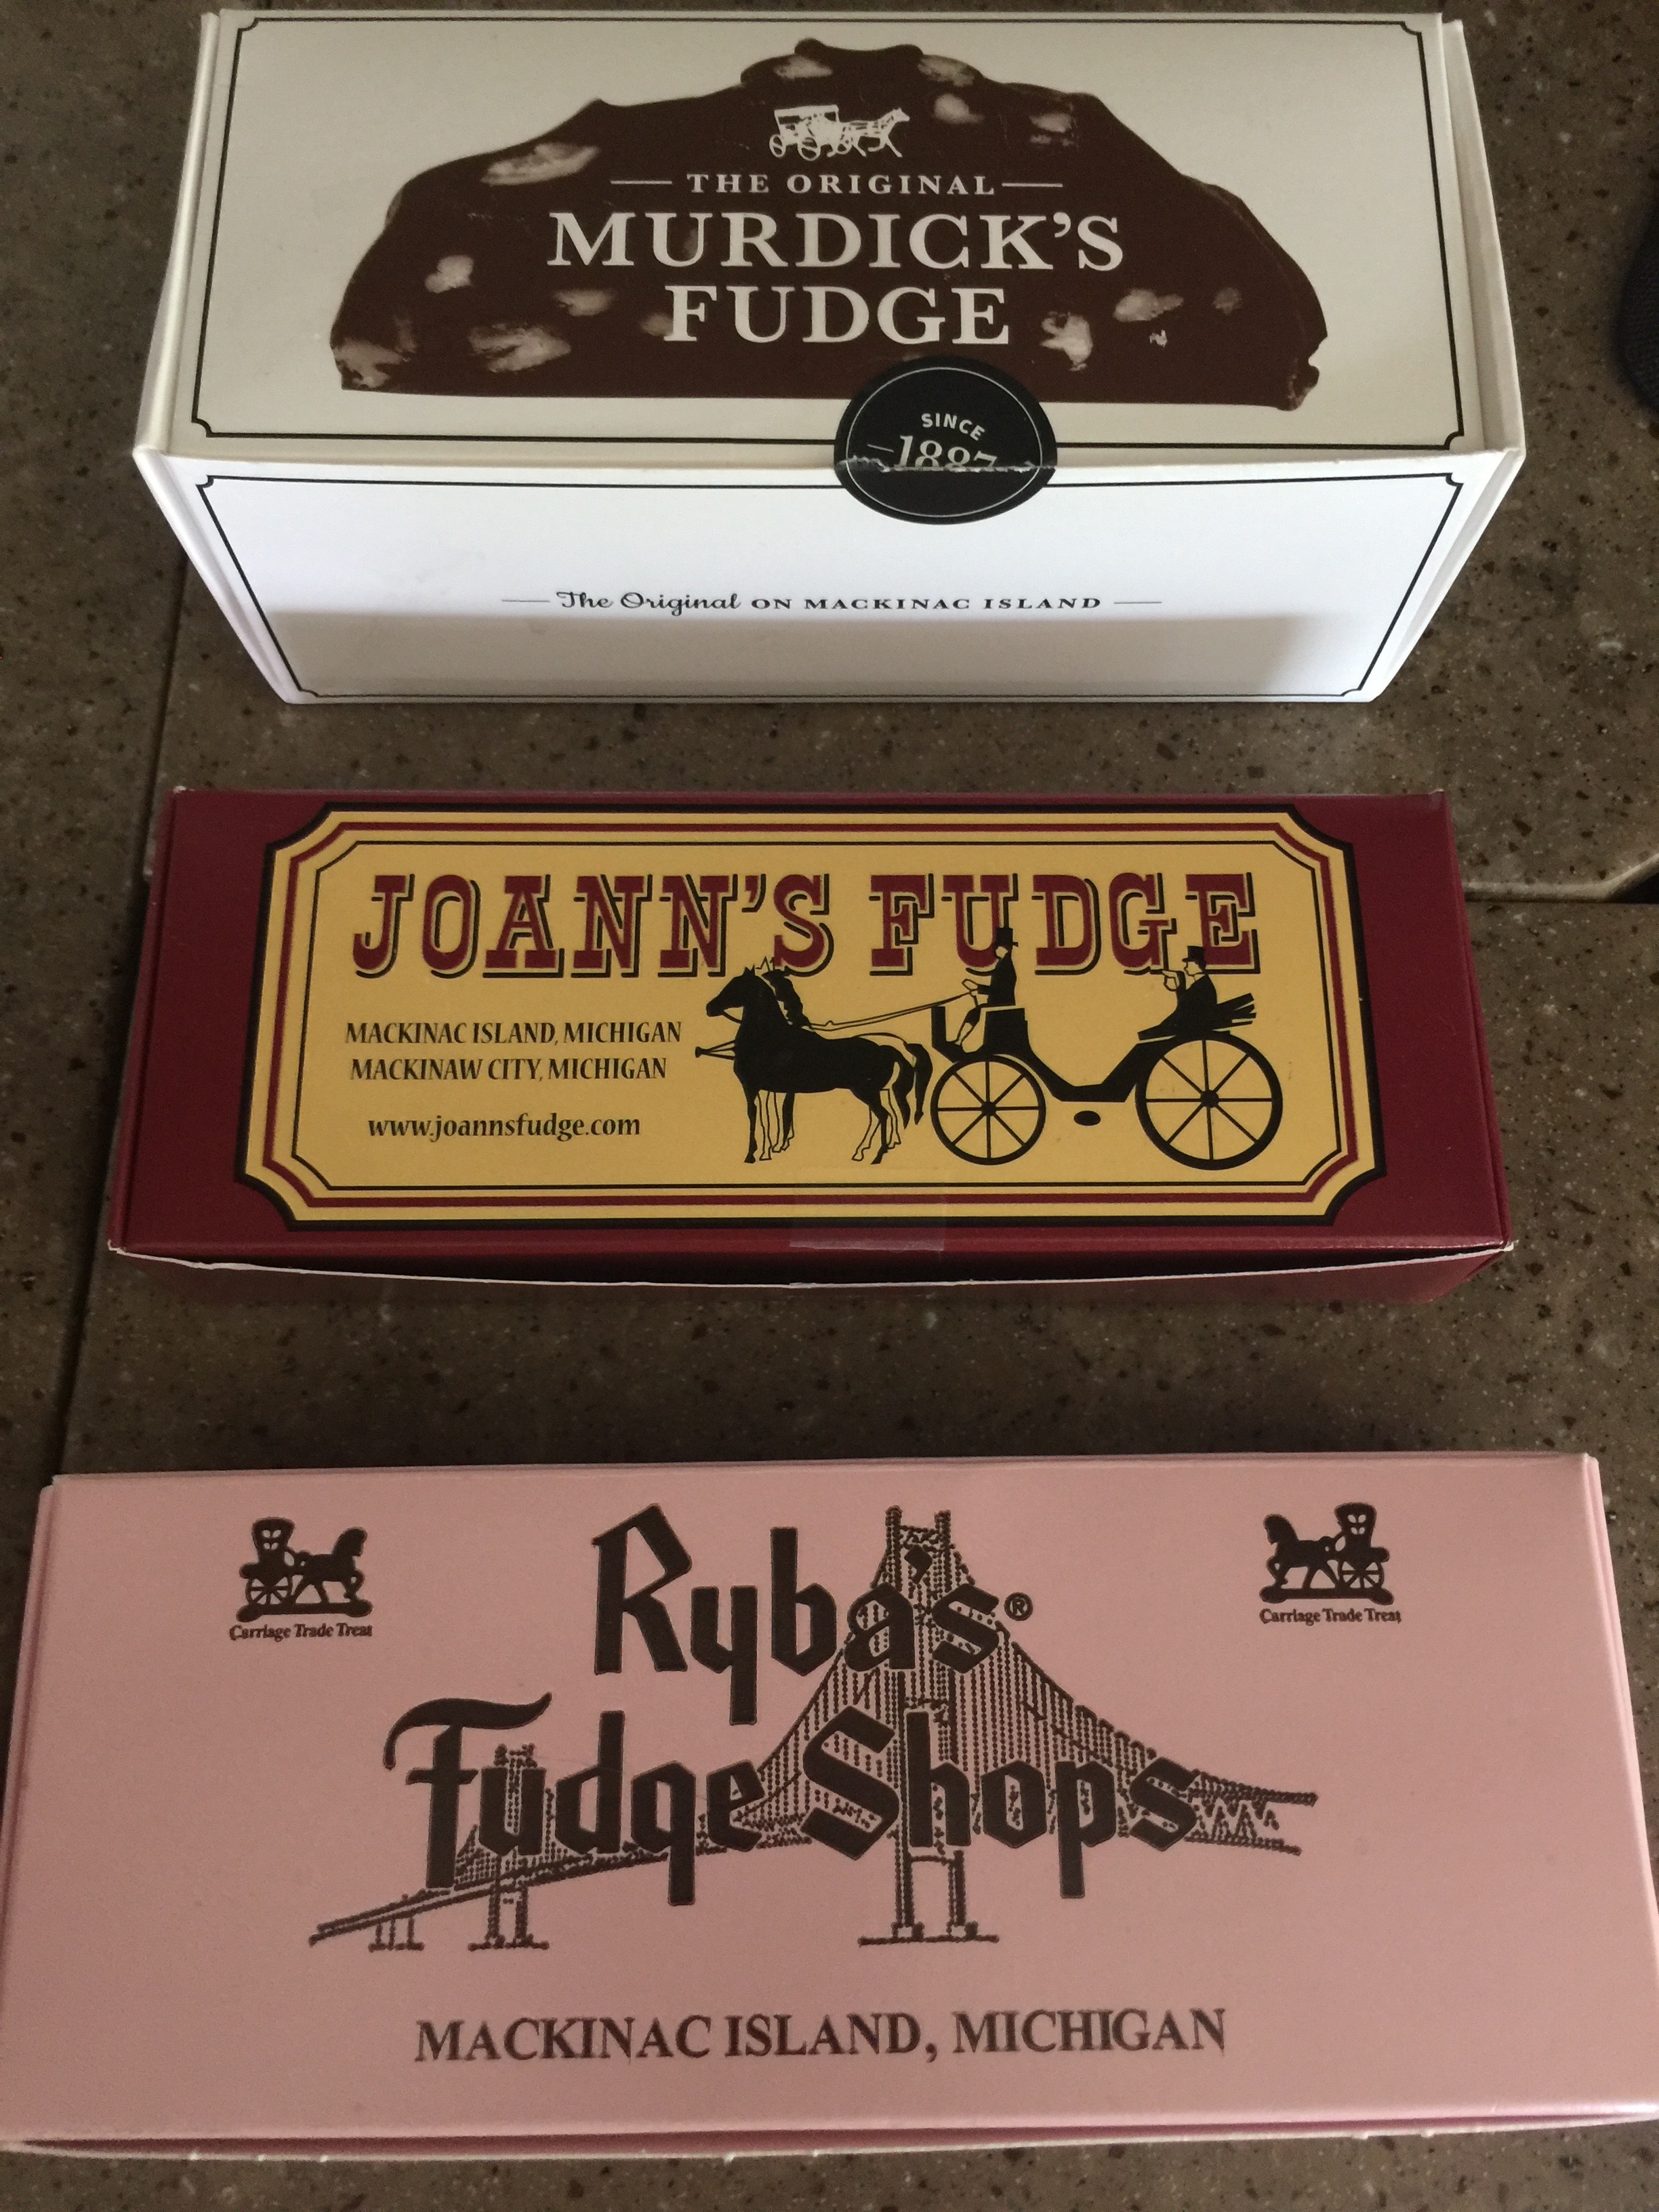 THE ORIGINAL
MURDICK'S
FUDGE
SINCE
1887
The Original ON MACKINAC ISLAND
JOANN'S FUDGE
MACKINAC ISLAND, MICHIGAN
MACKINAW CITY, MICHIGAN
www.joannsfudge.com
Ryba's®
Fudge Shops
Carriage Trade Treat
Carriage Trade Treat
MACKINAC ISLAND, MICHIGAN